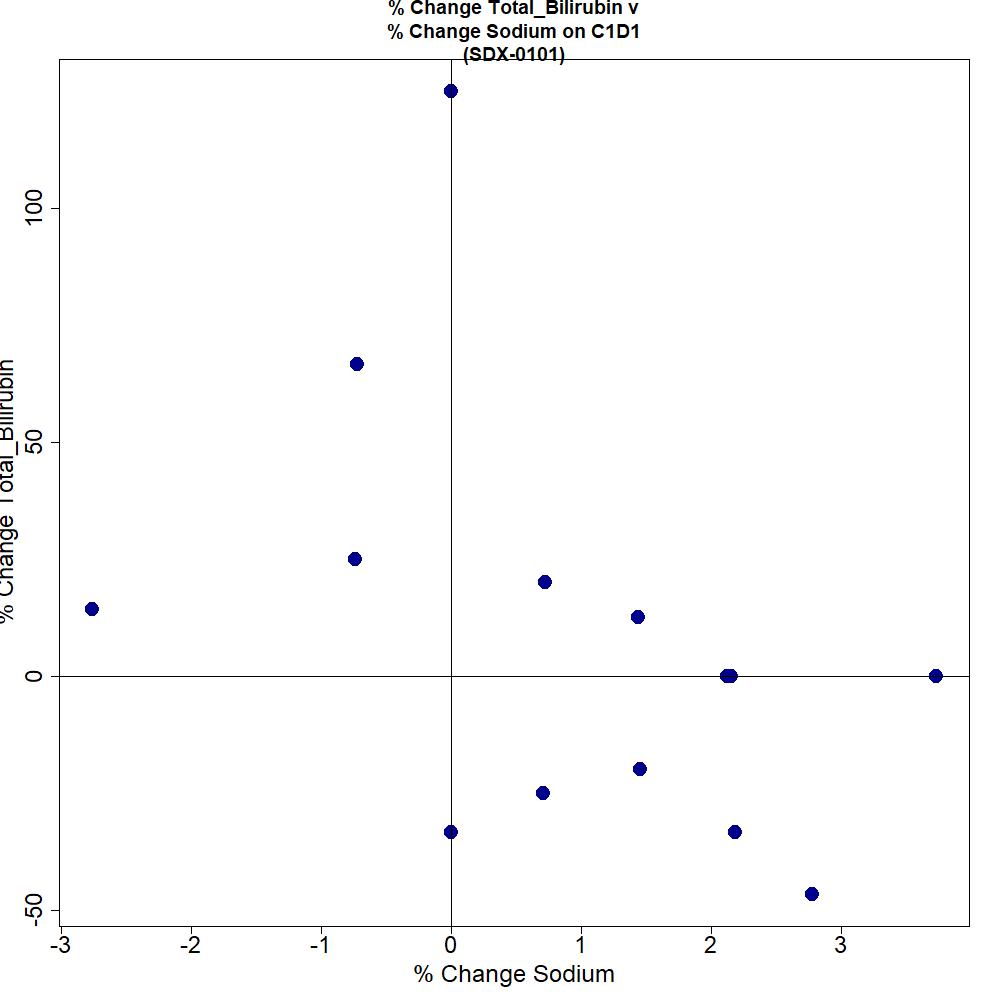 % Change Total_Bilirubin v
% Change Sodium on C1D1
(SDX-0101)
% Change Total_Bilirubin
100
50
0
-50
-3 -2 -1 0 1 2 3
% Change Sodium